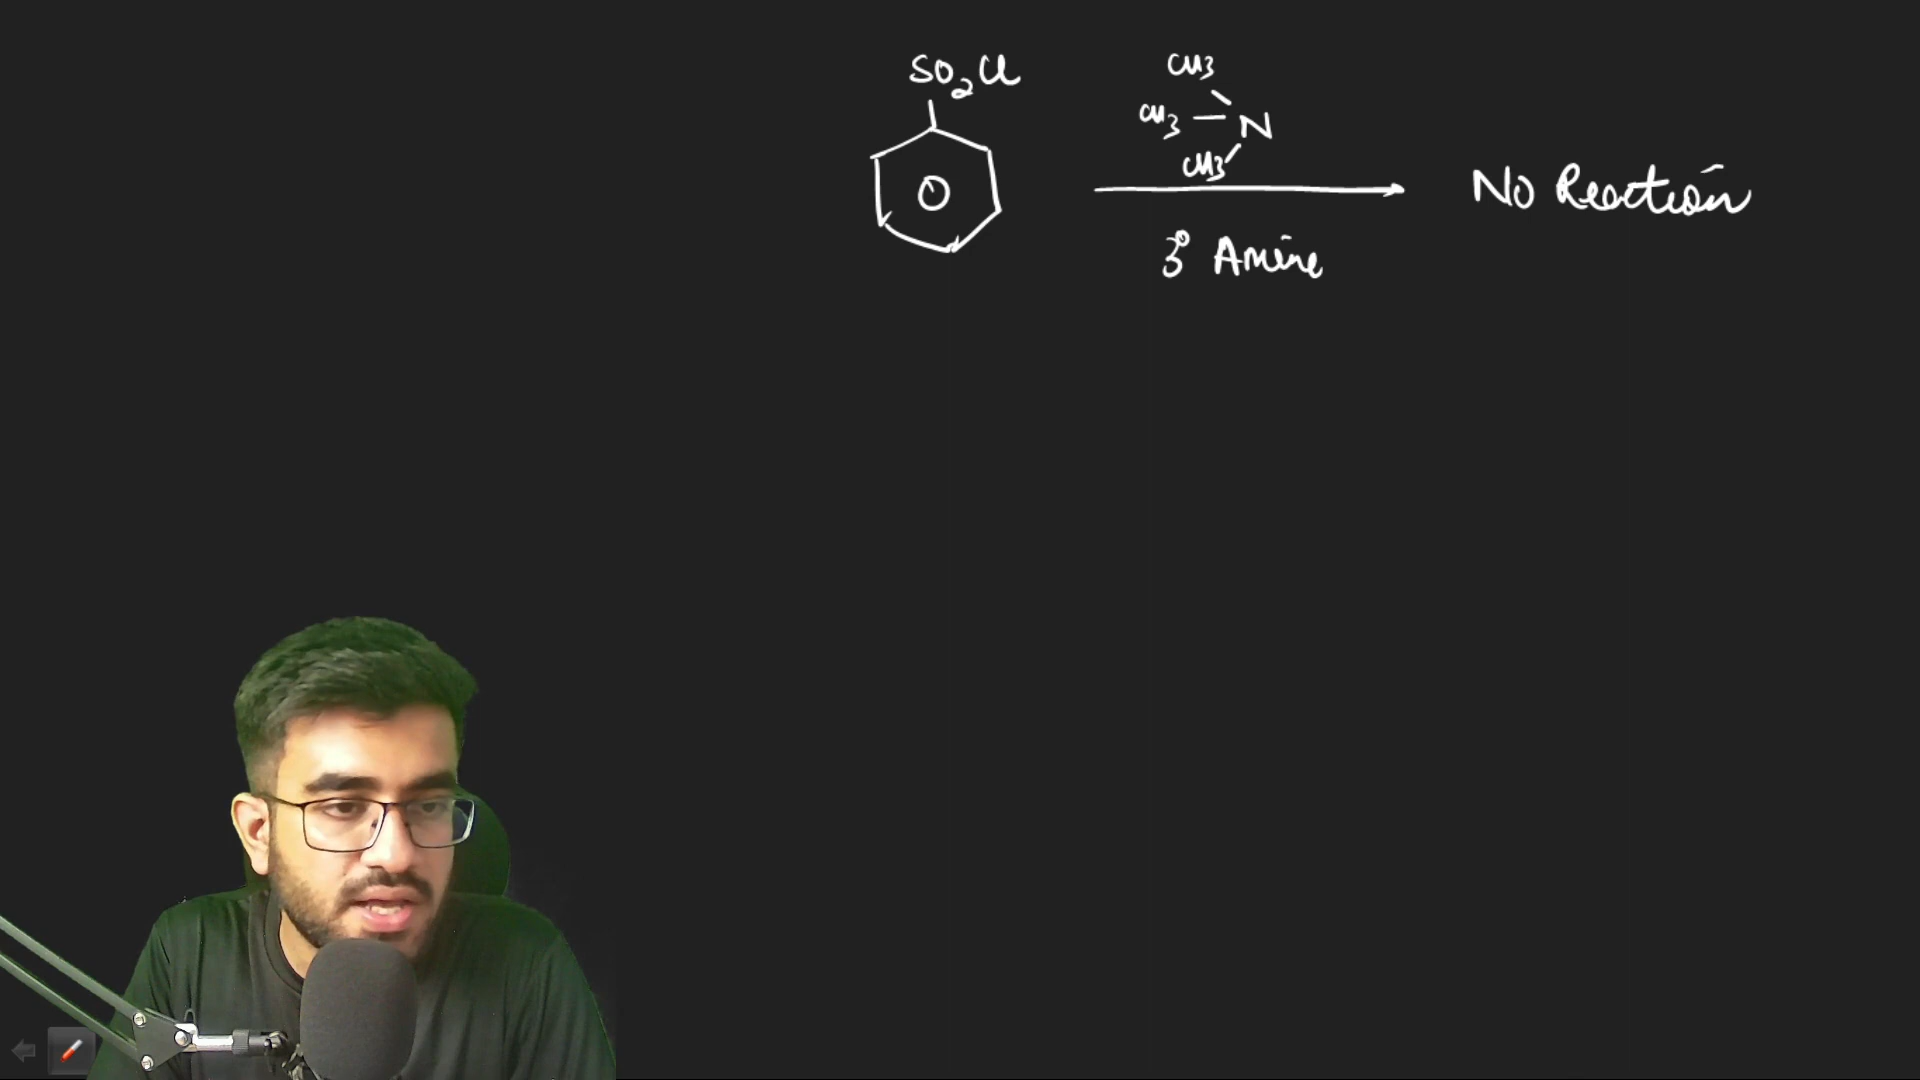 SO₂Cl
CH3
CH3 — N
CH3
No Reaction
3° Amine